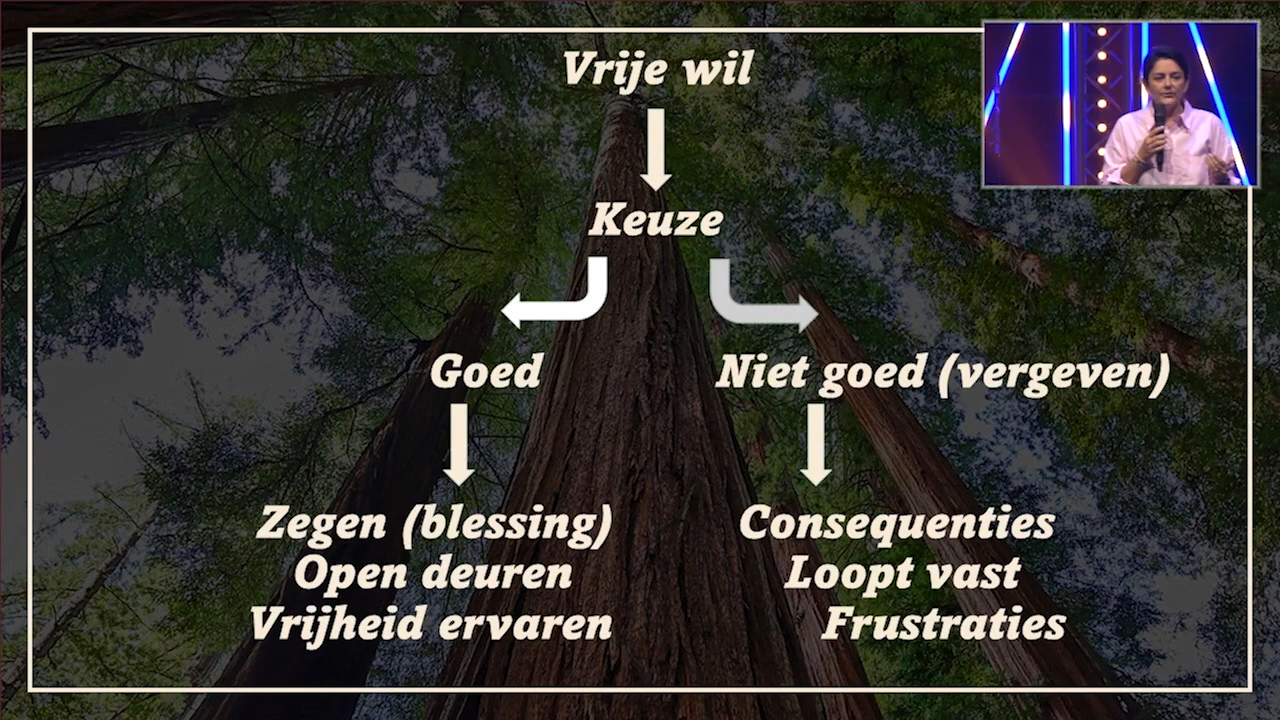 Vrije wil
Keuze
Goed
Niet goed (vergeven)
Zegen (blessing)
Open deuren
Vrijheid ervaren
Consequenties
Loopt vast
Frustraties